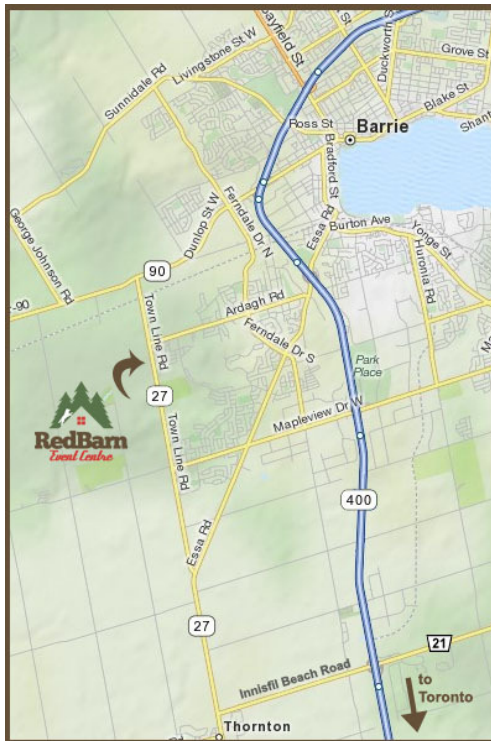 Bayfield St
Duckworth S
Grove St
Livingstone St W
Sunnidale Rd
Blake St
Ross St
Barrie
Bradford St
Ferndale Dr N
Dunlop St W
Essa Rd
Burton Ave
Yonge St
Huronia Rd
George Johnson Rd
90
-90
Town Line Rd
Ardagh Rd
Ferndale Dr S
Park
Place
27
RedBarn
Event Centre
Town Line Rd
Mapleview Dr W
400
Essa Rd
27
21
Innisfil Beach Road
to
Toronto
Thornton